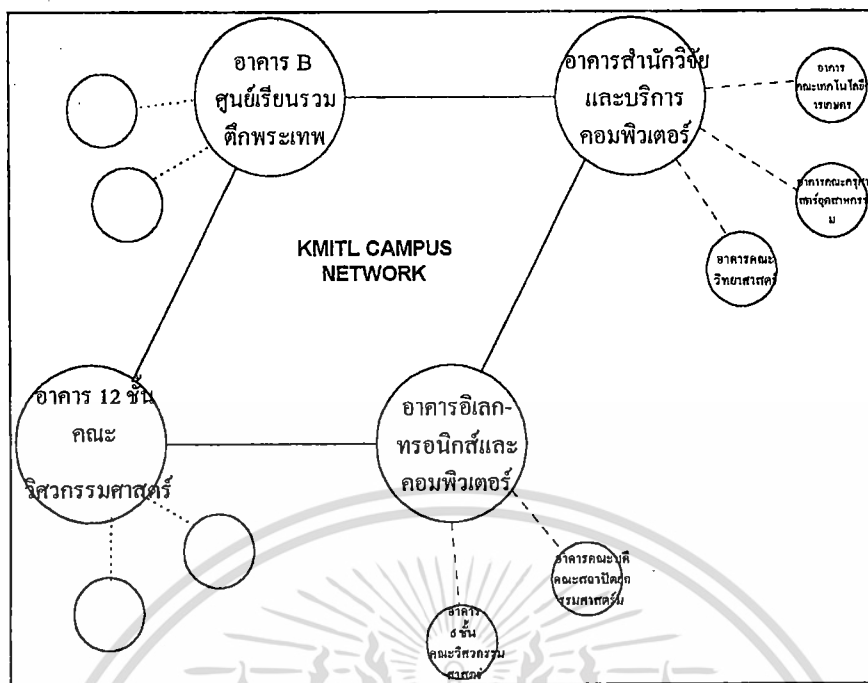 อาคาร B
ศูนย์เรียนรวม
ตึกพระเทพ
อาคารสำนักวิจัย
และบริการ
คอมพิวเตอร์
อาคาร
คณะเทคโนโลยี
ารเกษตร
อาคารคณะครุศา
สตร์อุตสาหกรร
ม
อาคารคณะ
วิทยาศาสตร์
KMITL CAMPUS
NETWORK
อาคาร 12 ชั้น
คณะ
วิศวกรรมศาสตร์
อาคารอิเลก-
ทรอนิกส์และ
คอมพิวเตอร์
อาคารคณะบดี
คณะสถาปัตยก
รรมศาสตร์ม
อาคาร
ชั้น
คณะวิศวกรรม
ศาสตร์